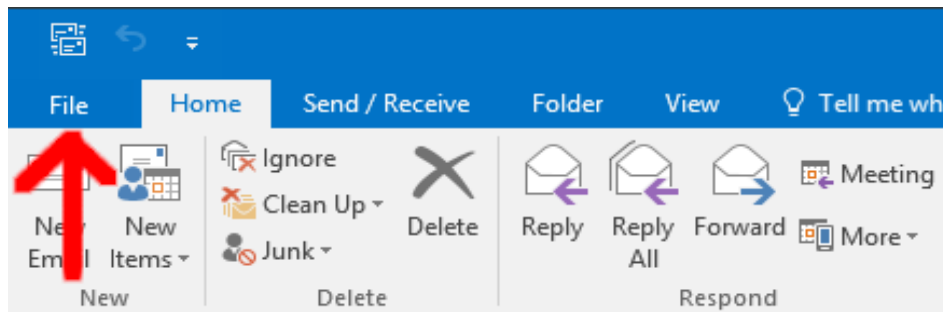 File Home Send / Receive Folder View Tell me wh
Ignore
Clean Up
Junk
New
Items
Delete
Reply
Reply
All
Forward
Meeting
More
New Delete Respond